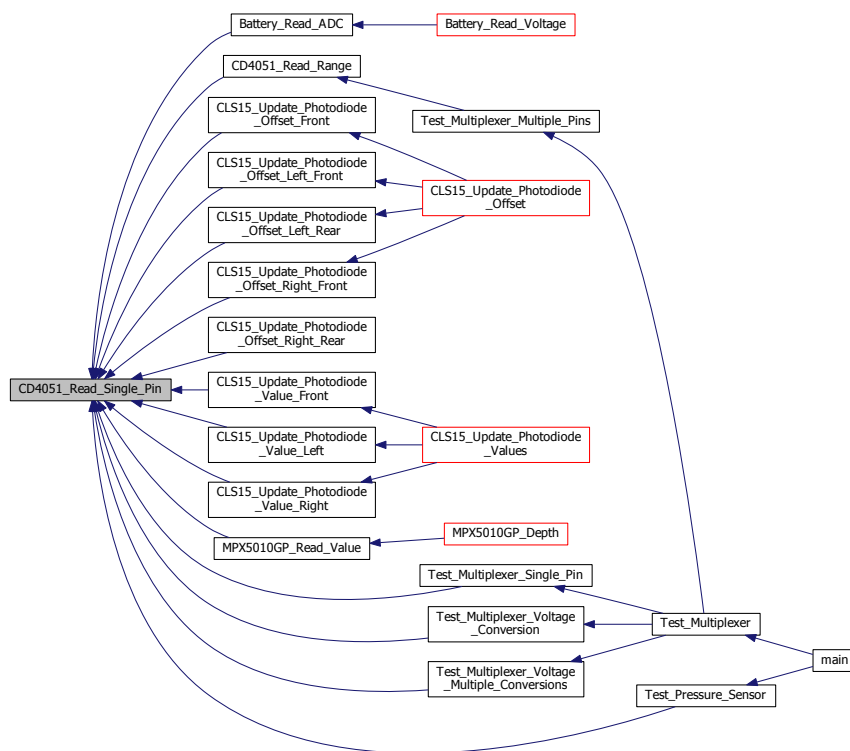 Battery_Read_ADC
Battery_Read_Voltage
CD4051_Read_Range
CLS15_Update_Photodiode
_Offset_Front
Test_Multiplexer_Multiple_Pins
CLS15_Update_Photodiode
_Offset_Left_Front
CLS15_Update_Photodiode
_Offset
CLS15_Update_Photodiode
_Offset_Left_Rear
CLS15_Update_Photodiode
_Offset_Right_Front
CLS15_Update_Photodiode
_Offset_Right_Rear
CD4051_Read_Single_Pin
CLS15_Update_Photodiode
_Value_Front
CLS15_Update_Photodiode
_Value_Left
CLS15_Update_Photodiode
_Values
CLS15_Update_Photodiode
_Value_Right
MPX5010GP_Read_Value
MPX5010GP_Depth
Test_Multiplexer_Single_Pin
Test_Multiplexer_Voltage
_Conversion
Test_Multiplexer
Test_Multiplexer_Voltage
_Multiple_Conversions
main
Test_Pressure_Sensor